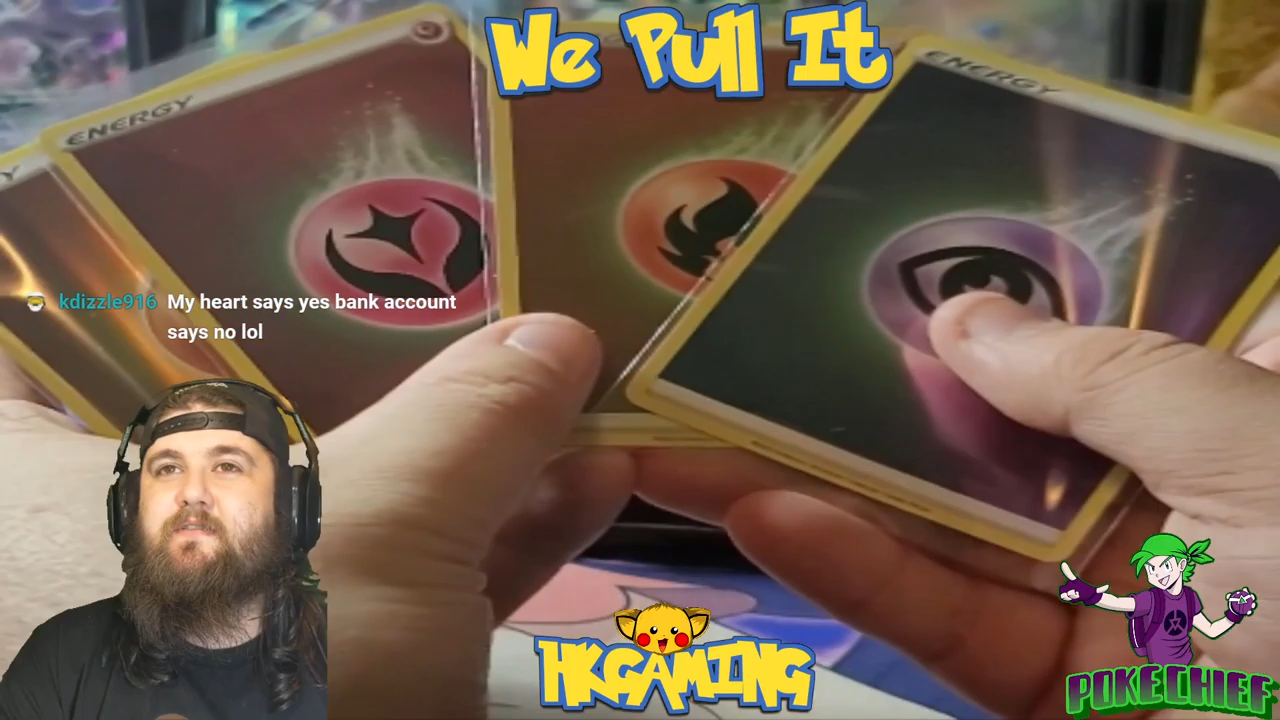 We Pull It
ENERGY
ENERGY
Y
kdizzle916 My heart says yes bank account
says no lol
HKGAMING
POKECHIEF